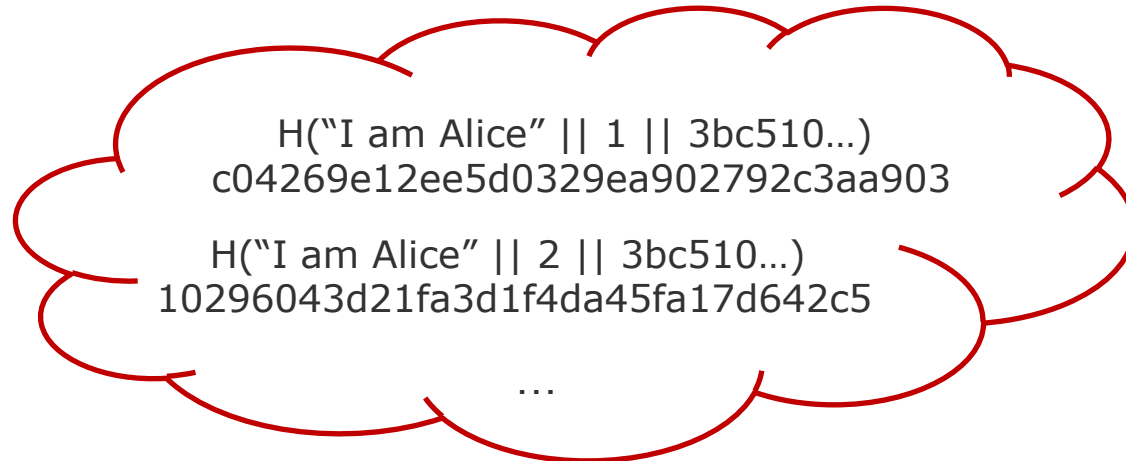 H(“I am Alice” || 1 || 3bc510…)
c04269e12ee5d0329ea902792c3aa903
H(“I am Alice” || 2 || 3bc510…)
10296043d21fa3d1f4da45fa17d642c5
…